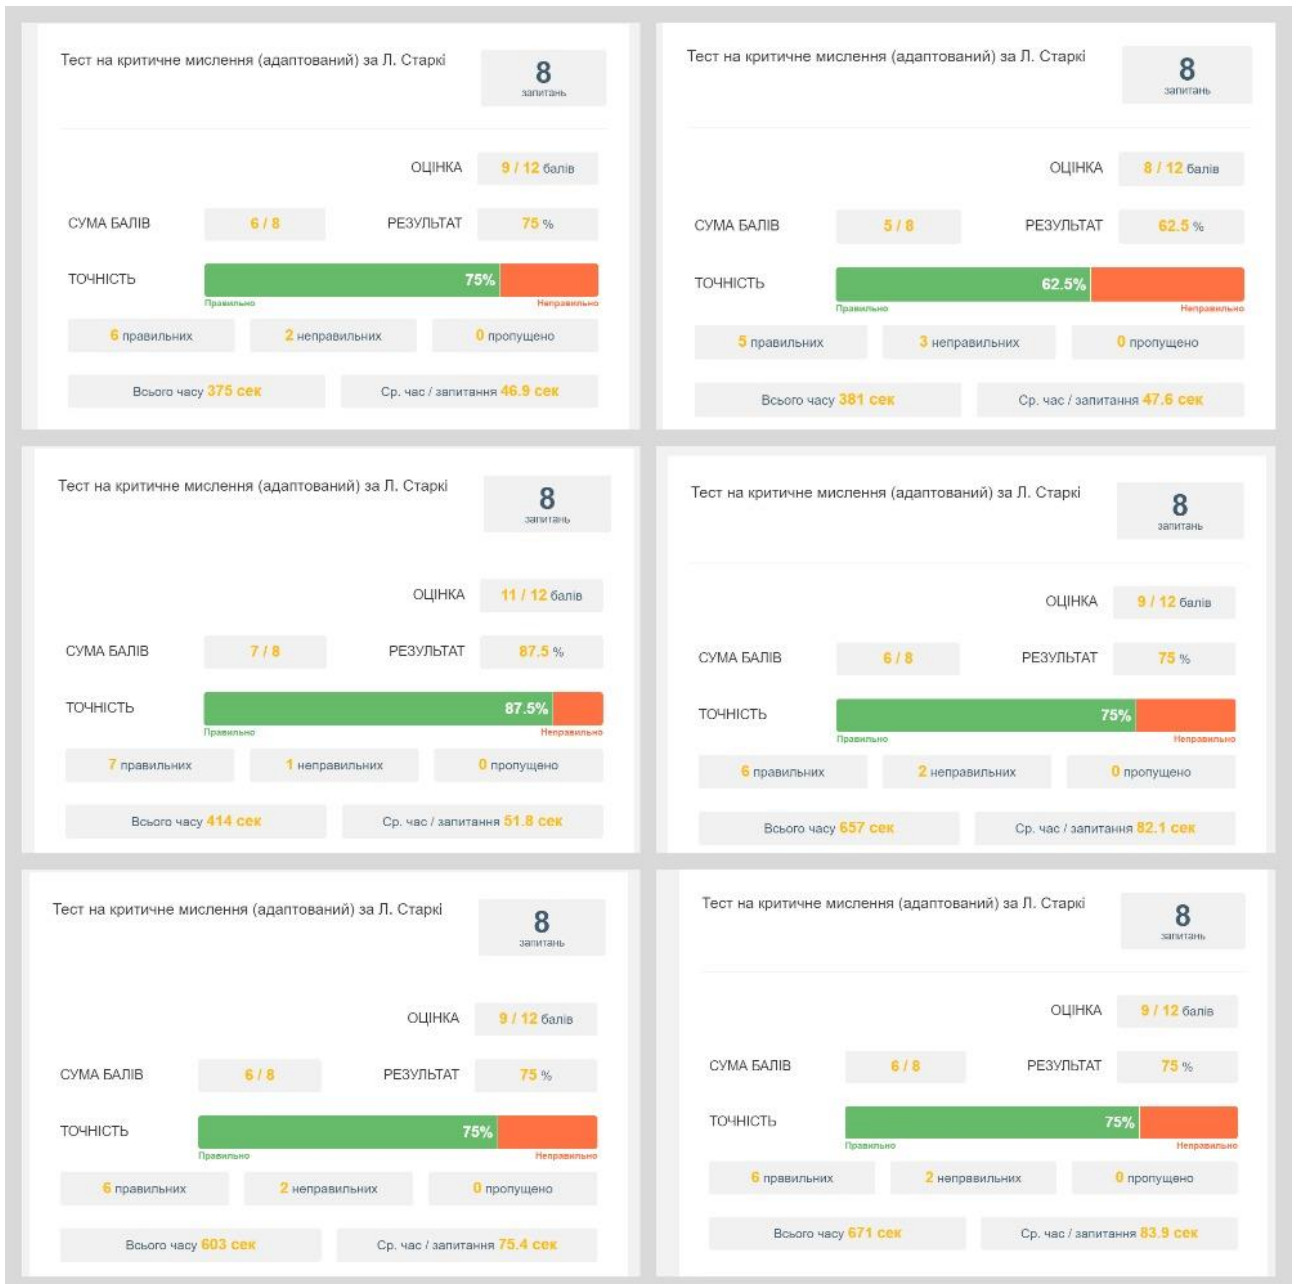 Тест на критичне мислення (адаптований) за Л. Старкі
8
запитань
ОЦІНКА 9 / 12 балів
СУМА БАЛІВ 6 / 8 РЕЗУЛЬТАТ 75 %
ТОЧНІСТЬ 75%
Правильно Неправильно
6 правильних 2 неправильних 0 пропущено
Всього часу 375 сек Ср. час / запитання 46.9 сек
Тест на критичне мислення (адаптований) за Л. Старкі
8
запитань
ОЦІНКА 8 / 12 балів
СУМА БАЛІВ 5 / 8 РЕЗУЛЬТАТ 62.5 %
ТОЧНІСТЬ 62.5%
Правильно Неправильно
5 правильних 3 неправильних 0 пропущено
Всього часу 381 сек Ср. час / запитання 47.6 сек
Тест на критичне мислення (адаптований) за Л. Старкі
8
запитань
ОЦІНКА 11 / 12 балів
СУМА БАЛІВ 7 / 8 РЕЗУЛЬТАТ 87.5 %
ТОЧНІСТЬ 87.5%
Правильно Неправильно
7 правильних 1 неправильних 0 пропущено
Всього часу 414 сек Ср. час / запитання 51.8 сек
Тест на критичне мислення (адаптований) за Л. Старкі
8
запитань
ОЦІНКА 9 / 12 балів
СУМА БАЛІВ 6 / 8 РЕЗУЛЬТАТ 75 %
ТОЧНІСТЬ 75%
Правильно Неправильно
6 правильних 2 неправильних 0 пропущено
Всього часу 657 сек Ср. час / запитання 82.1 сек
Тест на критичне мислення (адаптований) за Л. Старкі
8
запитань
ОЦІНКА 9 / 12 балів
СУМА БАЛІВ 6 / 8 РЕЗУЛЬТАТ 75 %
ТОЧНІСТЬ 75%
Правильно Неправильно
6 правильних 2 неправильних 0 пропущено
Всього часу 603 сек Ср. час / запитання 75.4 сек
Тест на критичне мислення (адаптований) за Л. Старкі
8
запитань
ОЦІНКА 9 / 12 балів
СУМА БАЛІВ 6 / 8 РЕЗУЛЬТАТ 75 %
ТОЧНІСТЬ 75%
Правильно Неправильно
6 правильних 2 неправильних 0 пропущено
Всього часу 671 сек Ср. час / запитання 83.9 сек